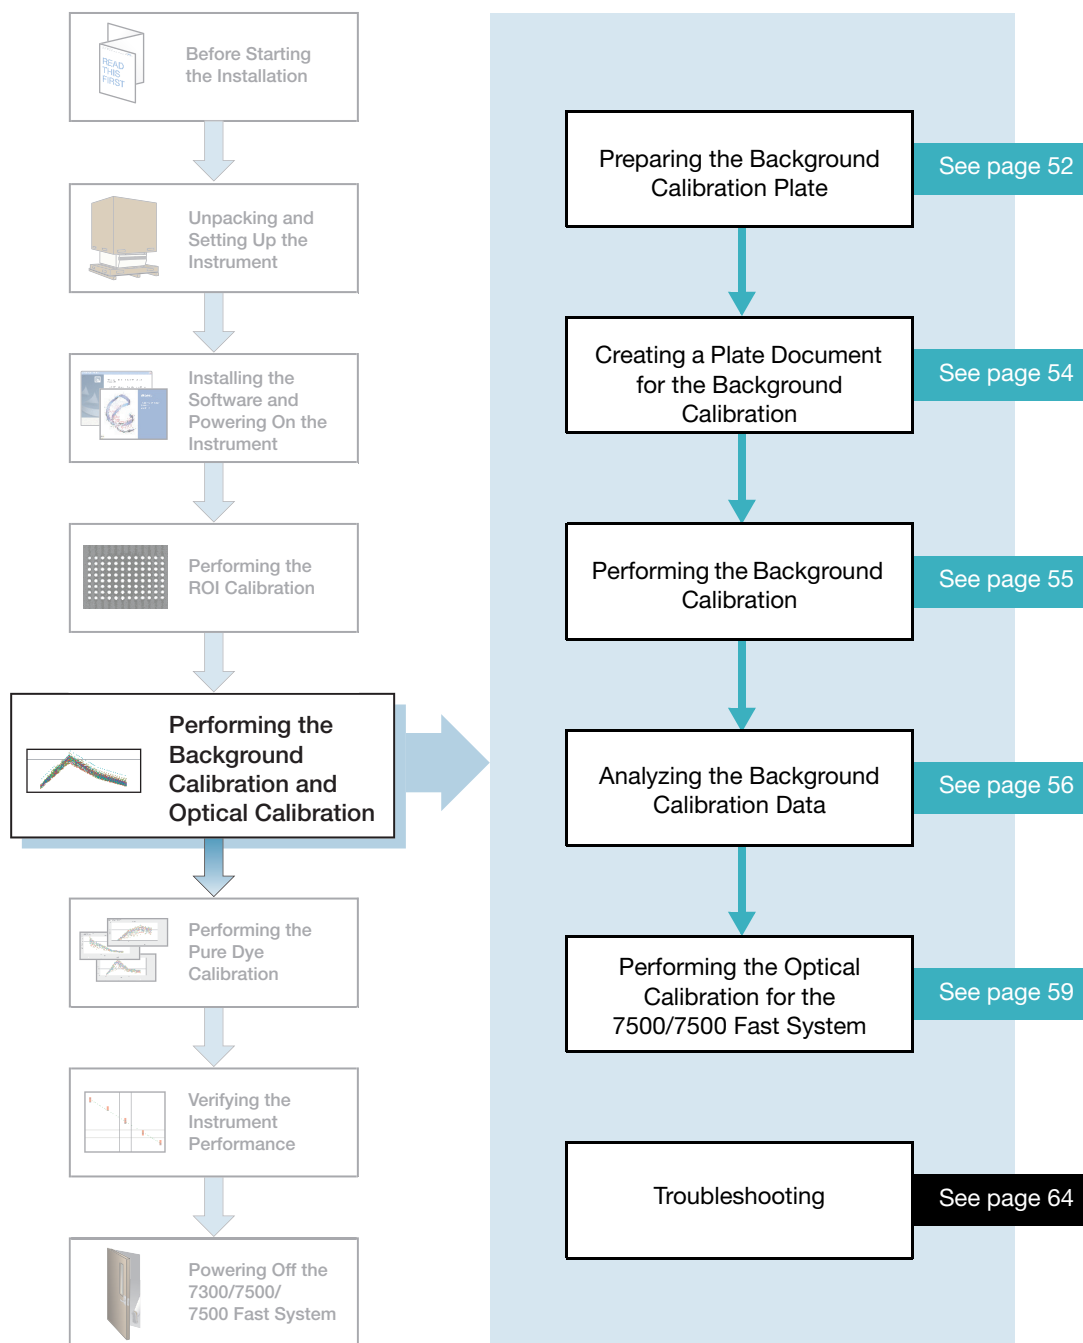 READ
THIS
FIRST
Before Starting
the Installation
Unpacking and
Setting Up the
Instrument
Installing the
Software and
Powering On the
Instrument
Performing the
ROI Calibration
Performing the
Background
Calibration and
Optical Calibration
Performing the
Pure Dye
Calibration
Verifying the
Instrument
Performance
Powering Off the
7300/7500/
7500 Fast System
Preparing the Background
Calibration Plate
See page 52
Creating a Plate Document
for the Background
Calibration
See page 54
Performing the Background
Calibration
See page 55
Analyzing the Background
Calibration Data
See page 56
Performing the Optical
Calibration for the
7500/7500 Fast System
See page 59
Troubleshooting
See page 64